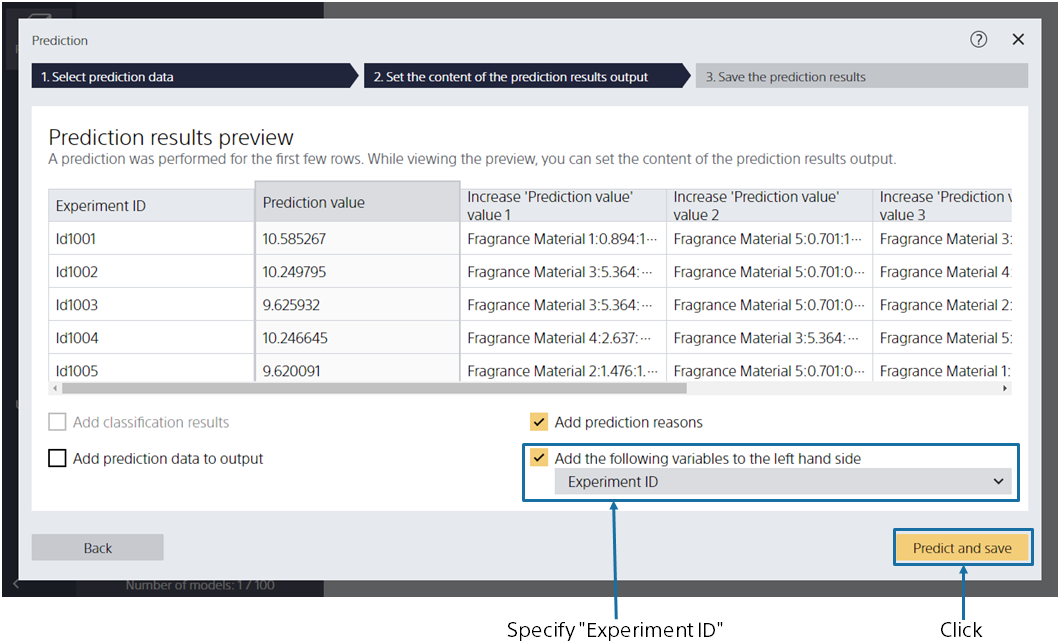 Prediction
1. Select prediction data
2. Set the content of the prediction results output
3. Save the prediction results
Prediction results preview
A prediction was performed for the first few rows. While viewing the preview, you can set the content of the prediction results output.
Experiment ID Prediction value Increase 'Prediction value' value 1 Increase 'Prediction value' value 2 Increase 'Prediction v value 3
Id1001 10.585267 Fragrance Material 1:0.894:1··· Fragrance Material 5:0.701:1··· Fragrance Material 3:
Id1002 10.249795 Fragrance Material 3:5.364:··· Fragrance Material 5:0.701:0··· Fragrance Material 4:
Id1003 9.625932 Fragrance Material 3:5.364:··· Fragrance Material 5:0.701:0··· Fragrance Material 2:
Id1004 10.246645 Fragrance Material 4:2.637:··· Fragrance Material 3:5.364:··· Fragrance Material 5:
Id1005 9.620091 Fragrance Material 2:1.476:1.··· Fragrance Material 5:0.701:0··· Fragrance Material 1:
Add classification results
Add prediction reasons
Add prediction data to output
Add the following variables to the left hand side
Experiment ID
Back
Predict and save
Number of models: 1 / 100
Specify "Experiment ID"
Click